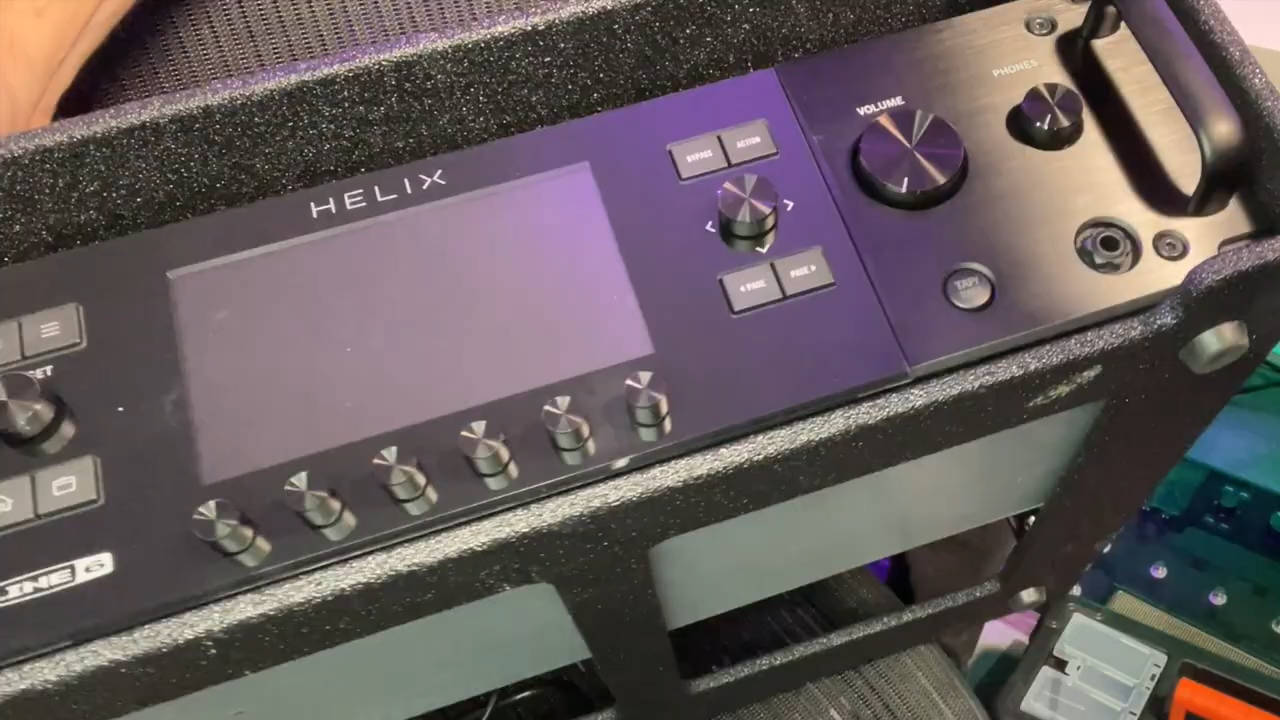 PHONES
VOLUME
BYPASS
ACTION
HELIX
◀ PAGE
PAGE ▶
TAP/
LINE 6